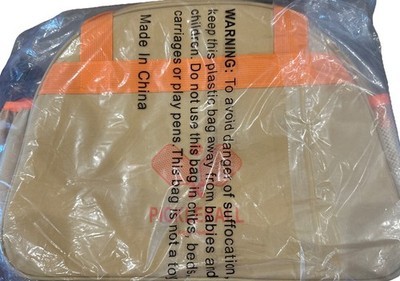 WARNING: To avoid danger of suffocation,
keep this plastic bag away from babies and
children. Do not use this bag in cribs, beds,
carriages or play pens. This bag is not a toy
Made In China